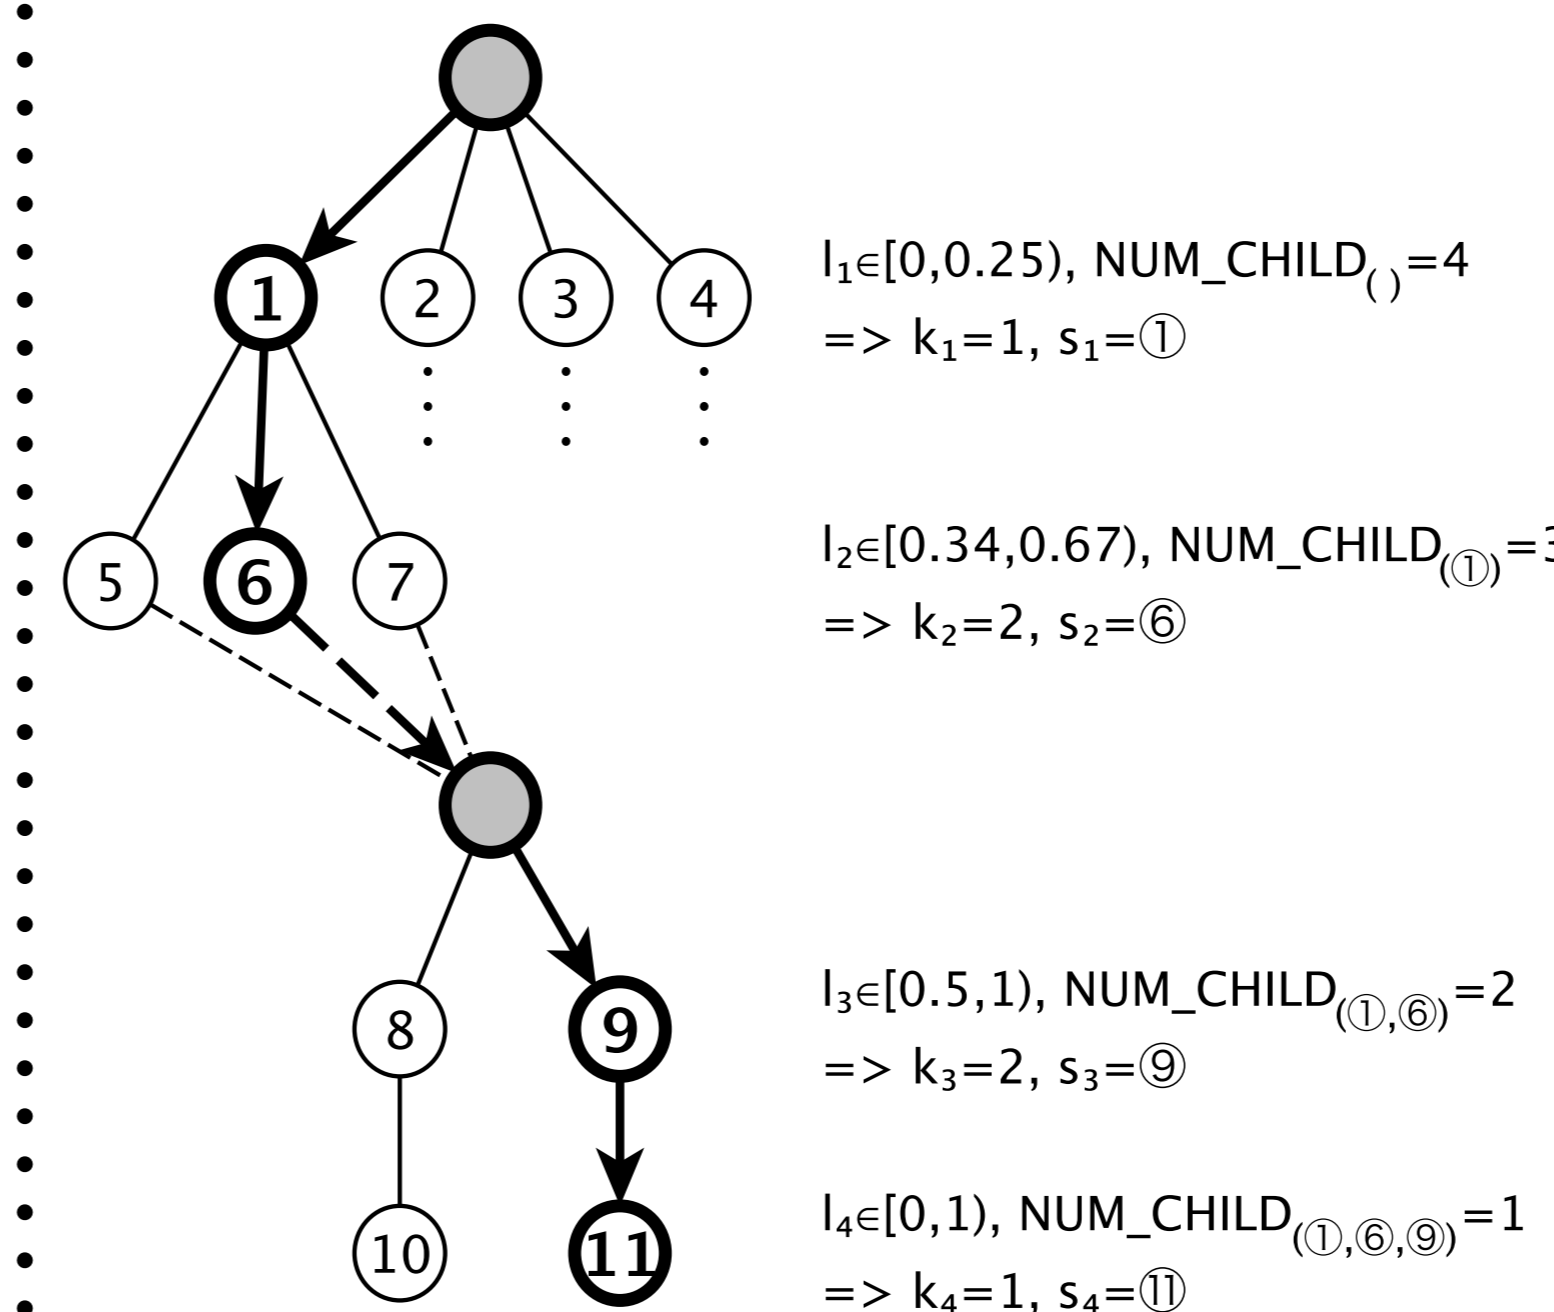 1
2
3
4
l₁∈[0,0.25), NUM_CHILD₍ ₎=4
=> k₁=1, s₁=①
5
6
7
l₂∈[0.34,0.67), NUM_CHILD(①)=3
=> k₂=2, s₂=⑥
8
9
l₃∈[0.5,1), NUM_CHILD(①,⑥)=2
=> k₃=2, s₃=⑨
10
11
l₄∈[0,1), NUM_CHILD(①,⑥,⑨)=1
=> k₄=1, s₄=⑪